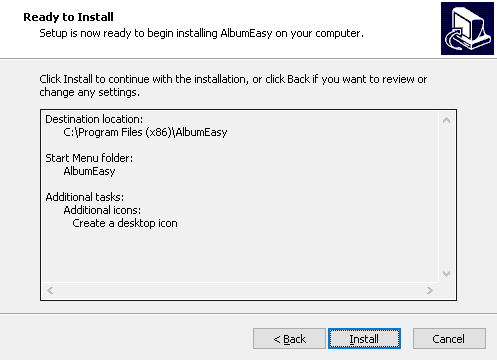 Ready to Install
Setup is now ready to begin installing AlbumEasy on your computer.
Click Install to continue with the installation, or click Back if you want to review or
change any settings.
Destination location:
C:\Program Files (x86)\AlbumEasy
Start Menu folder:
AlbumEasy
Additional tasks:
Additional icons:
Create a desktop icon
< Back
Install
Cancel